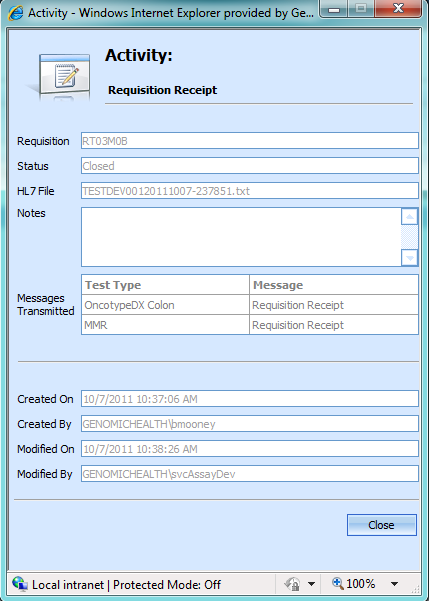 Activity - Windows Internet Explorer provided by Ge...
Activity:
Requisition Receipt
Requisition RT03M0B
Status Closed
HL7 File TESTDEV00120111007-237851.txt
Notes
Test Type Message
Messages Transmitted
OncotypeDX Colon Requisition Receipt
MMR Requisition Receipt
Created On 10/7/2011 10:37:06 AM
Created By GENOMICHEALTH\bmooney
Modified On 10/7/2011 10:38:26 AM
Modified By GENOMICHEALTH\svcAssayDev
Close
Local intranet | Protected Mode: Off 100%